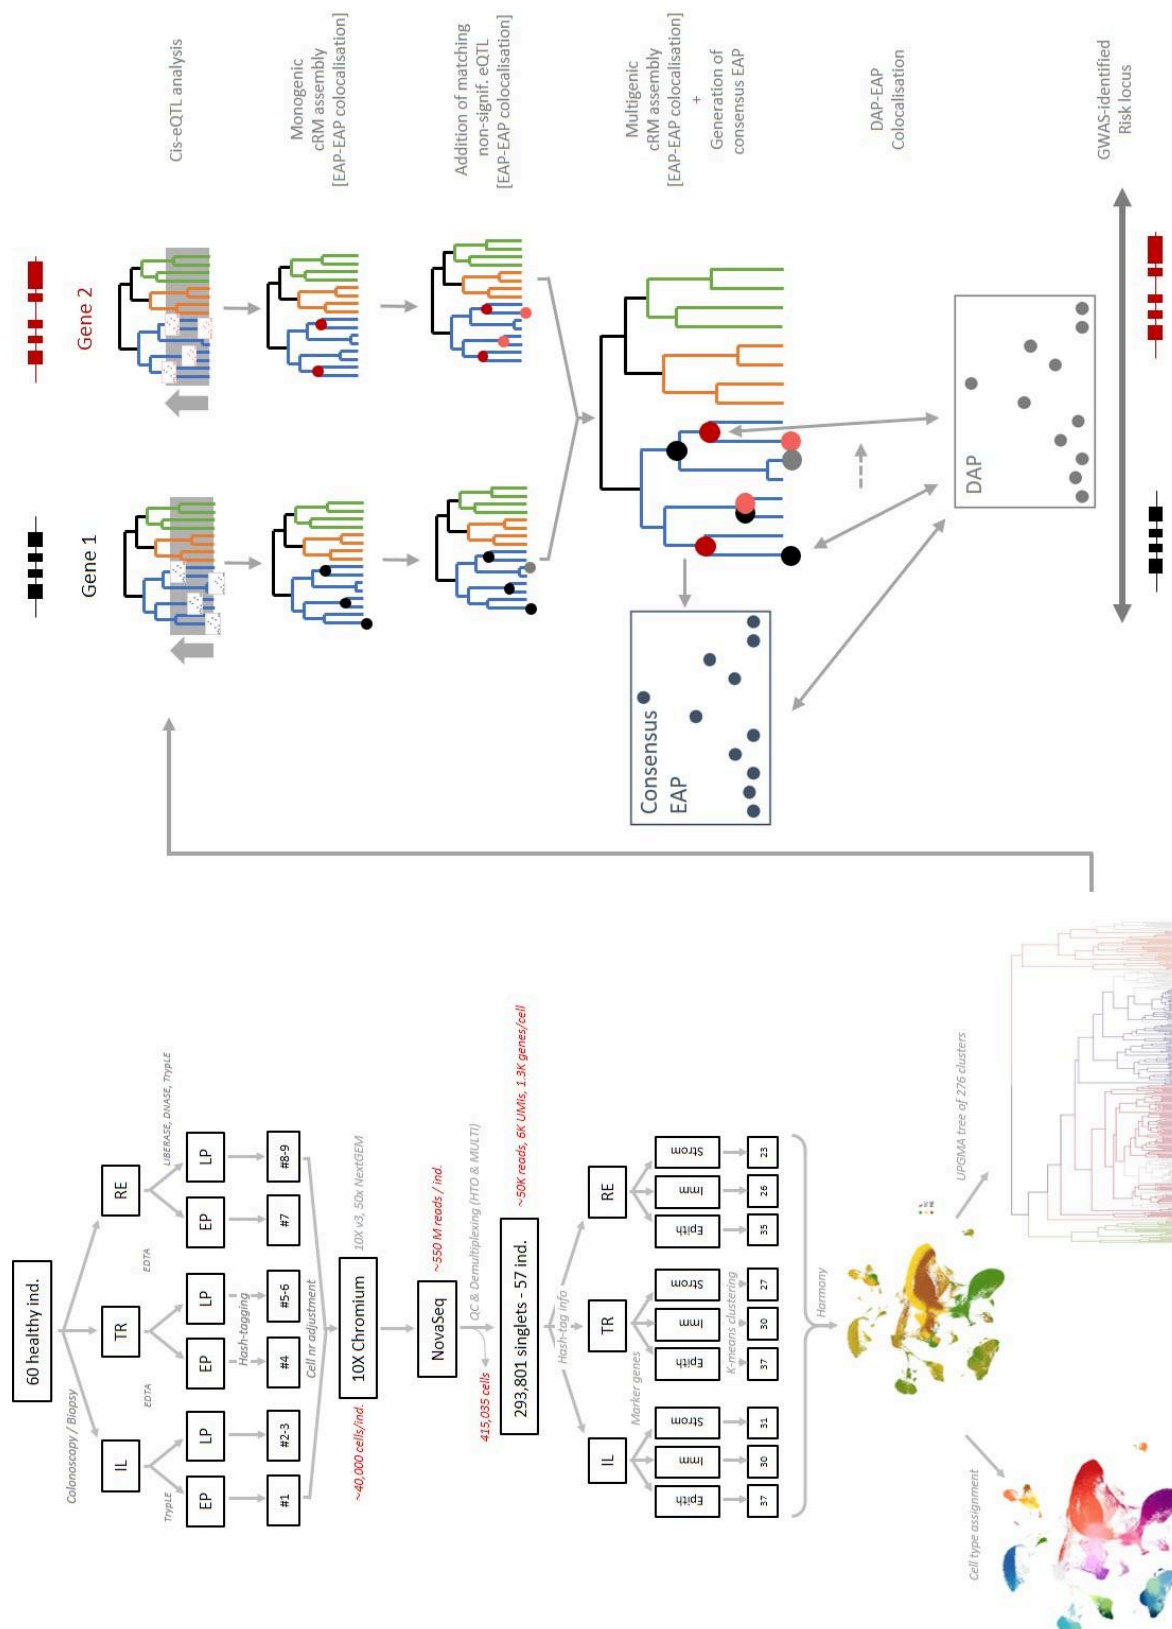 60 healthy ind.
Colonoscopy / Biopsy
IL
TR
RE
TrypLE
EDTA
EDTA
LIBERASE, DNASE, TrypLE
EP
LP
EP
LP
EP
LP
Hash-tagging
#1
#2-3
#4
#5-6
#7
#8-9
Cell nr adjustment
~40,000 cells/ind.
10X Chromium
10X v3, 50x NextGEM
NovaSeq
~550 M reads / ind.
415,035 cells
QC & Demultiplexing (HTO & MULTI)
293,801 singlets - 57 ind.
~50K reads, 6K UMIs, 1.3K genes/cell
Hash-tag info
IL
TR
RE
Marker genes
Epith
Imm
Strom
Epith
Imm
Strom
Epith
Imm
Strom
K-means clustering
37
30
31
37
30
27
35
26
23
Harmony
Cell type assignment
UPGMA tree of 276 clusters
Gene 1
Gene 2
Cis-eQTL analysis
Monogenic
cRM assembly
[EAP-EAP colocalisation]
Addition of matching
non-signif. eQTL
[EAP-EAP colocalisation]
Multigenic
cRM assembly
[EAP-EAP colocalisation]
+
Generation of
consensus EAP
Consensus
EAP
DAP-EAP
Colocalisation
DAP
GWAS-identified
Risk locus